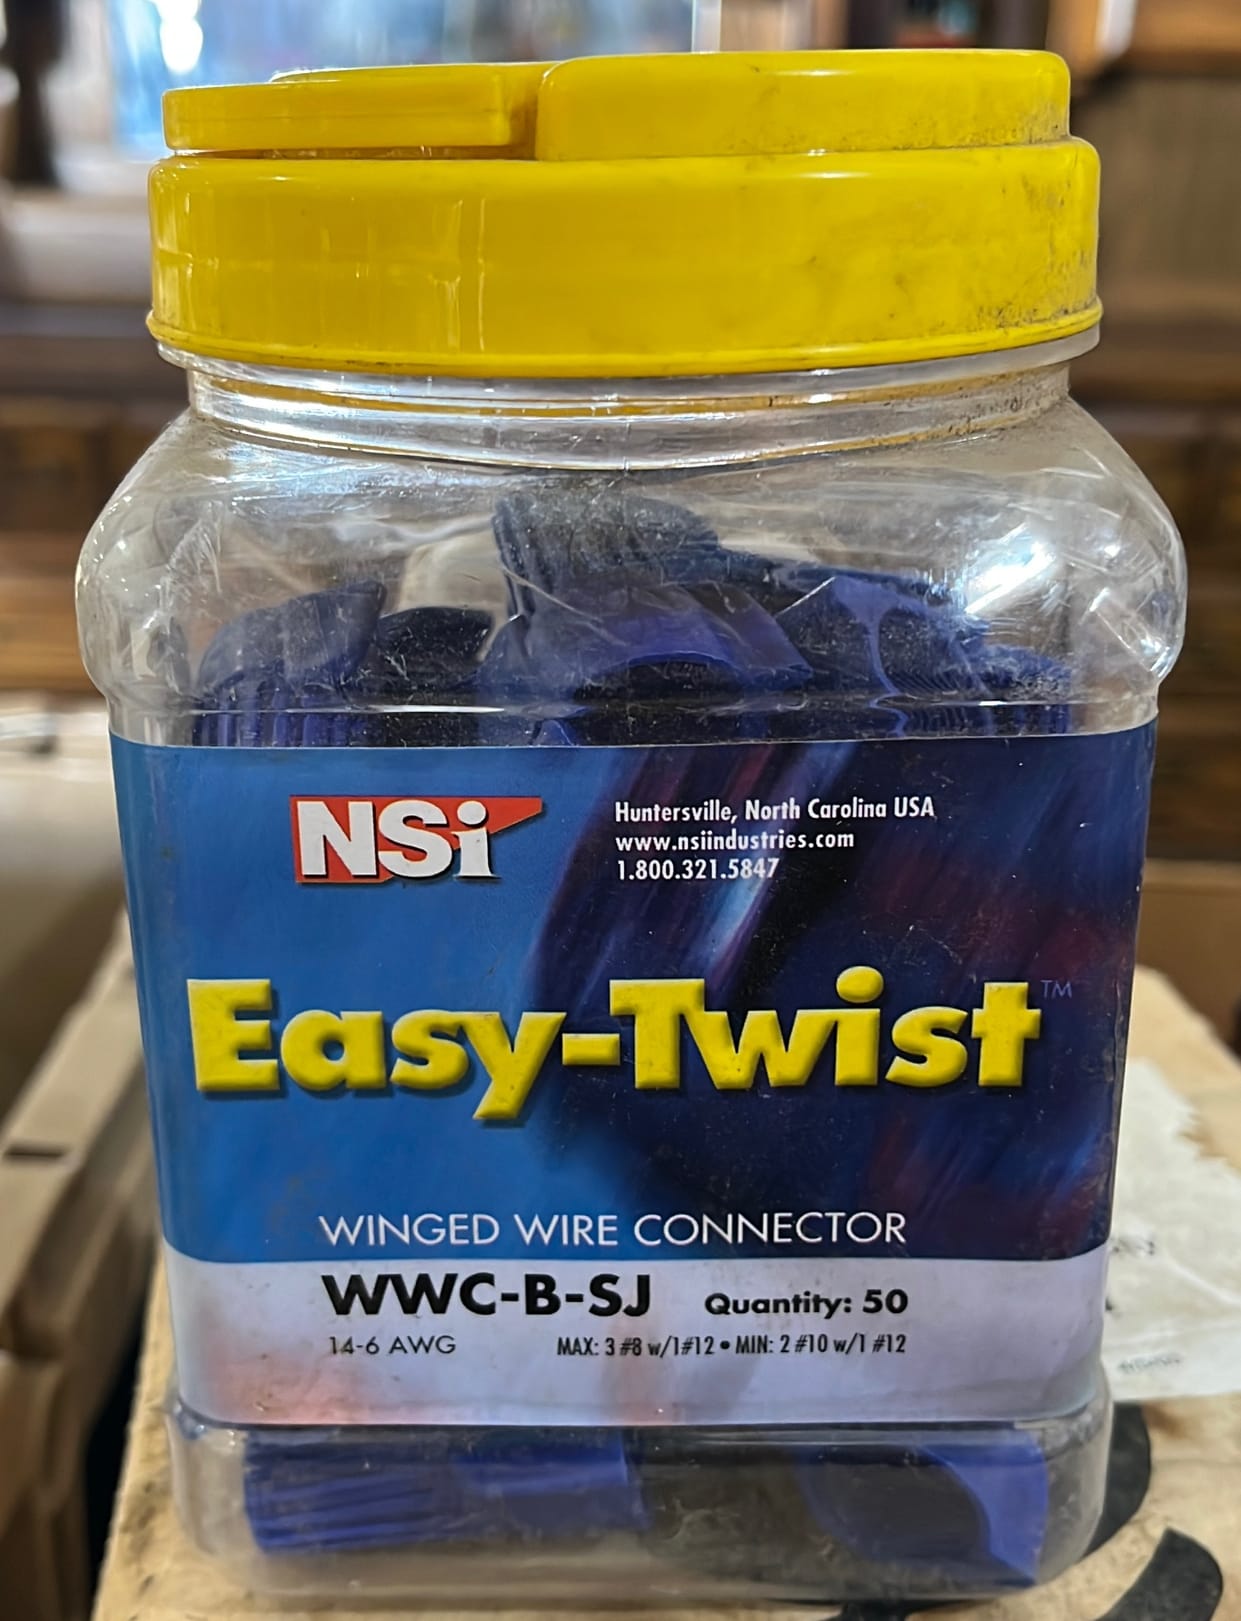 NSi
Huntersville, North Carolina USA
www.nsiindustries.com
1.800.321.5847
Easy-Twist™
WINGED WIRE CONNECTOR
WWC-B-SJ Quantity: 50
14-6 AWG MAX: 3 #8 w/1#12 • MIN: 2 #10 w/1 #12